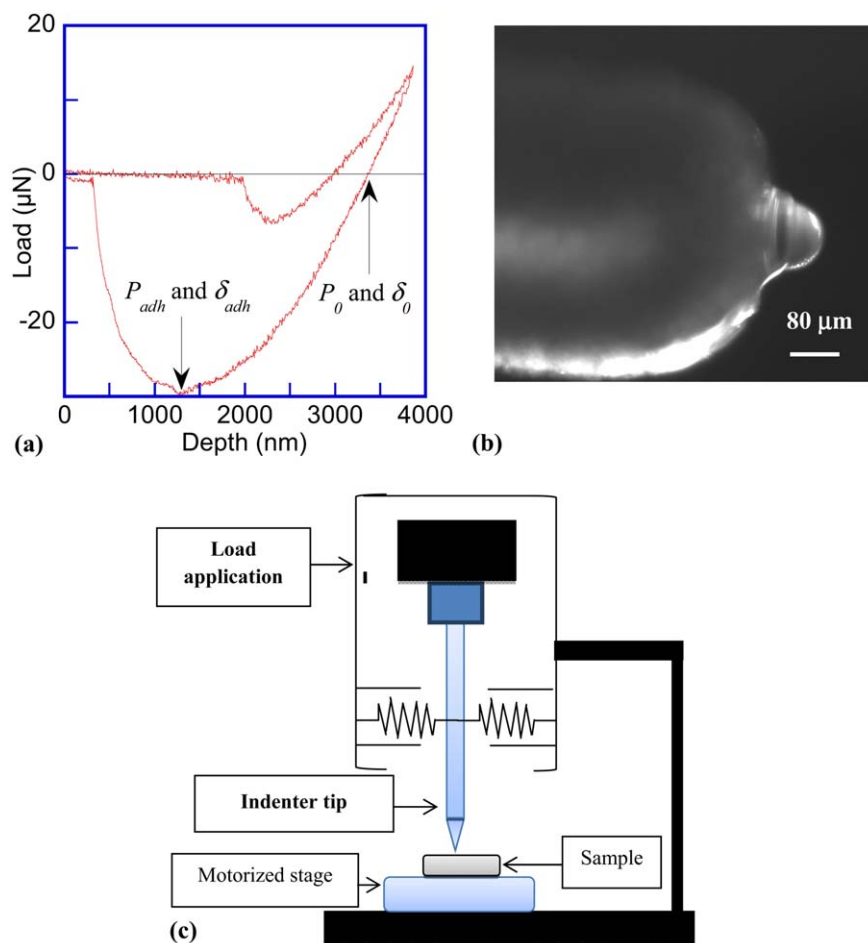 20
0
-20
Load (µN)
P_adh and δ_adh
P_0 and δ_0
0 1000 2000 3000 4000
Depth (nm)
(a)
80 µm
(b)
Load
application
Indenter tip
Motorized stage
Sample
(c)